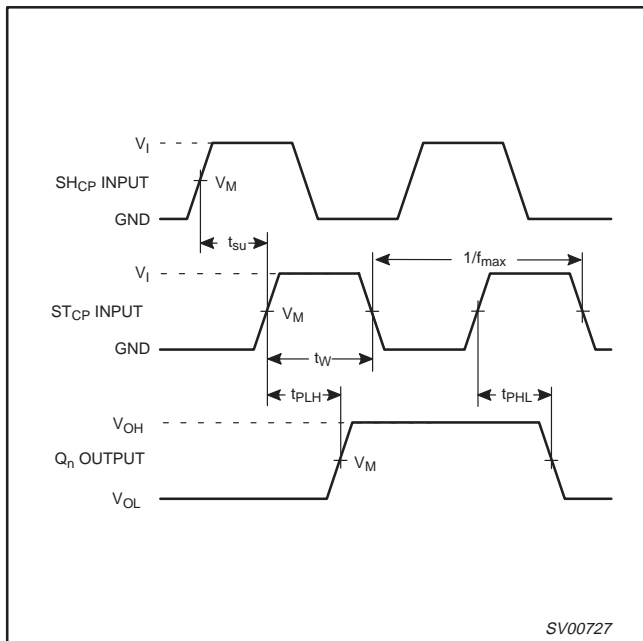 V_I
SH_CP INPUT
V_M
GND
t_su
V_I
1/f_max
ST_CP INPUT
V_M
GND
t_W
t_PLH
t_PHL
V_OH
Q_n OUTPUT
V_M
V_OL
SV00727